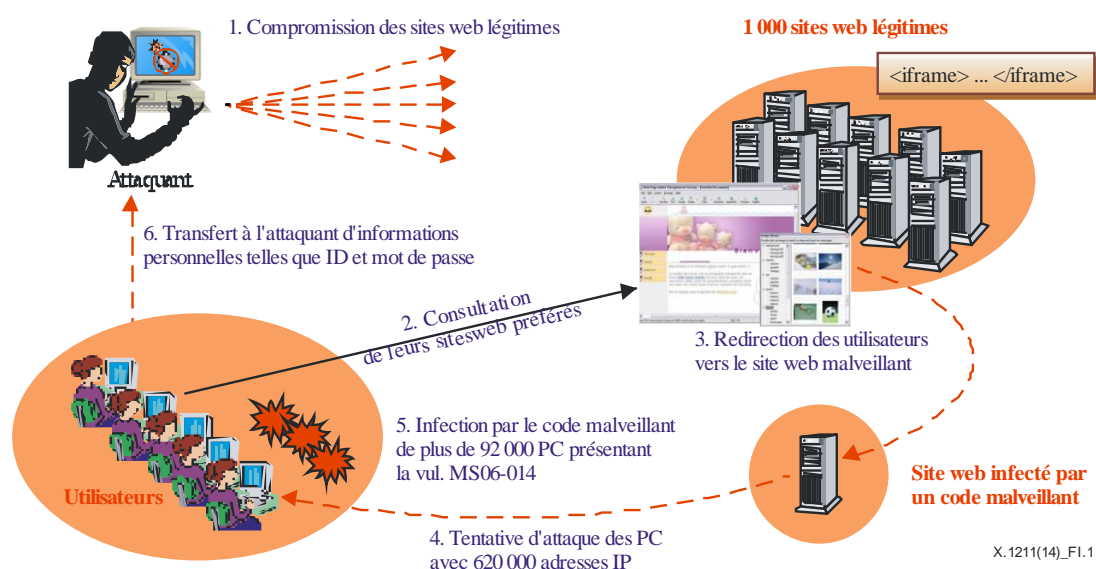 1. Compromission des sites web légitimes
1 000 sites web légitimes
<iframe> ... </iframe>
Attaquant
6. Transfert à l'attaquant d'informations
personnelles telles que ID et mot de passe
2. Consultation
de leurs sitesweb préférés
3. Redirection des utilisateurs
vers le site web malveillant
5. Infection par le code malveillant
de plus de 92 000 PC présentant
la vul. MS06-014
Utilisateurs
Site web infecté par
un code malveillant
4. Tentative d'attaque des PC
avec 620 000 adresses IP
X.1211(14)_FI.1